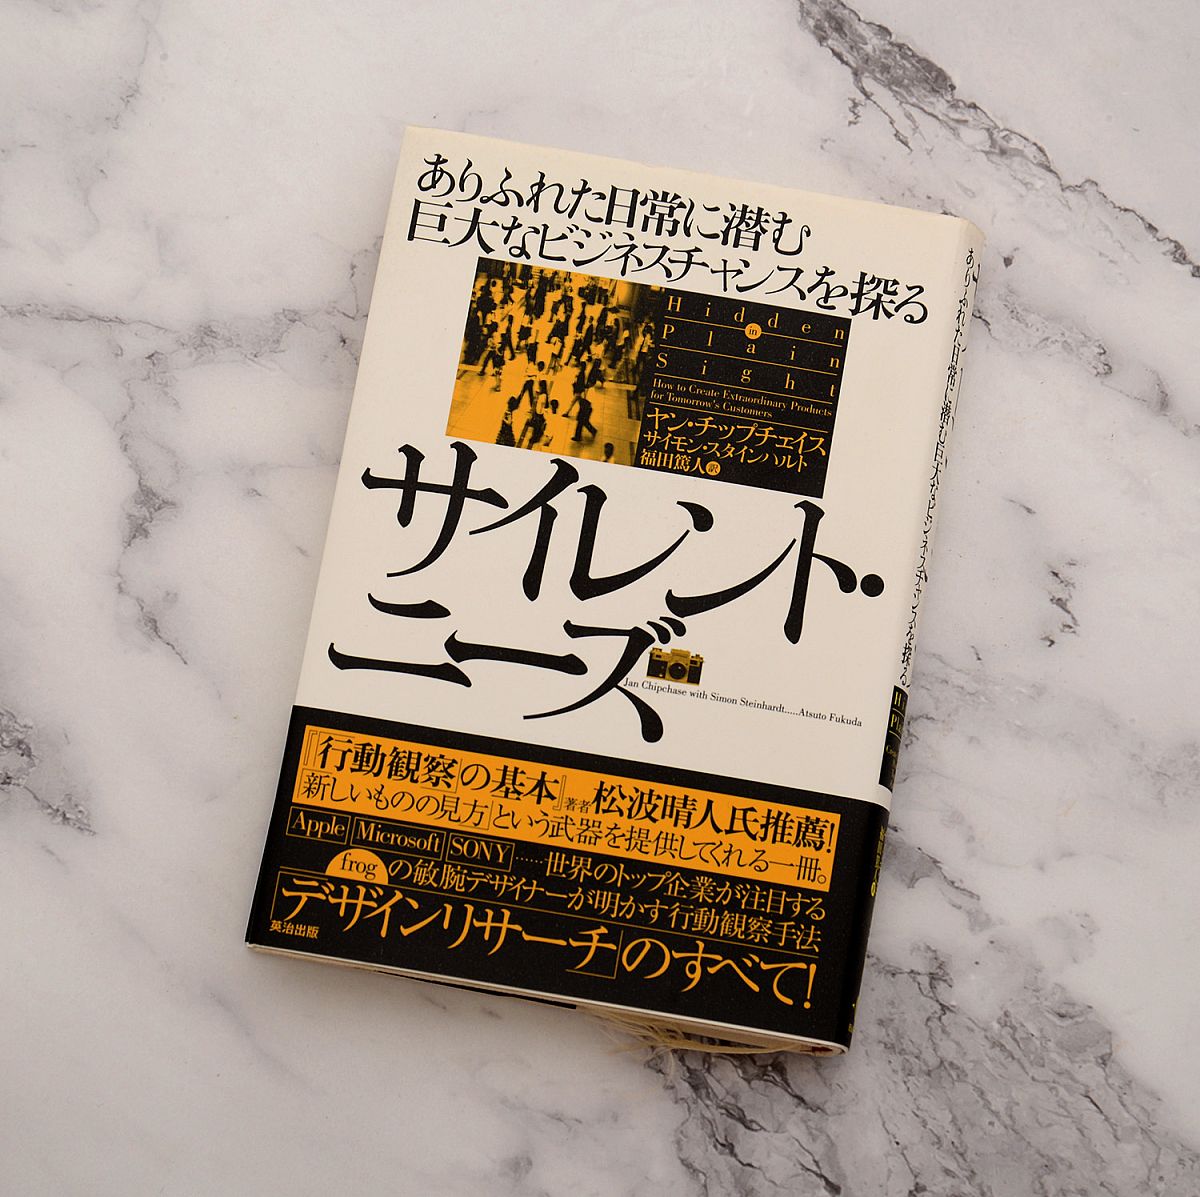 ありふれた日常に潜む
巨大なビジネスチャンスを探る
Hidden
in
Plain
Sight
How to Create Extraordinary Products
for Tomorrow's Customers
ヤン・チップチェイス
サイモン・スタインハルト
福田篤人 訳
サイレント・
ニーズ
Jan Chipchase with Simon Steinhardt.....Atsuto Fukuda
『「行動観察」の基本』著者 松波晴人氏推薦!
「新しいものの見方」という武器を提供してくれる一冊。
Apple Microsoft SONY ……世界のトップ企業が注目する
frogの敏腕デザイナーが明かす行動観察手法
「デザインリサーチ」のすべて!
英治出版
ありふれた日常に潜む巨大なビジネスチャンスを探る